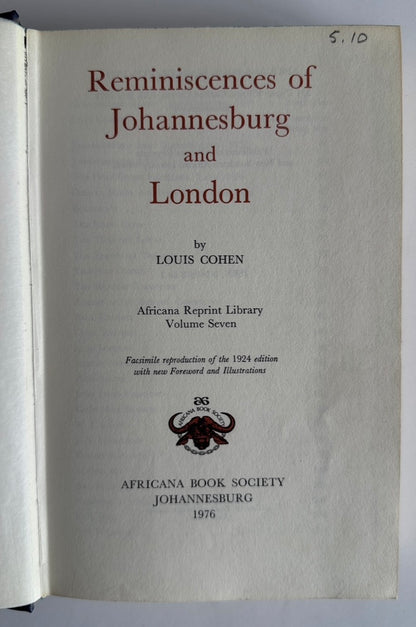 5.10
Reminiscences of
Johannesburg
and
London
by
LOUIS COHEN
Africana Reprint Library
Volume Seven
Facsimile reproduction of the 1924 edition
with new Foreword and Illustrations
AFRICANA BOOK SOCIETY
AFRICANA BOOK SOCIETY
JOHANNESBURG
1976